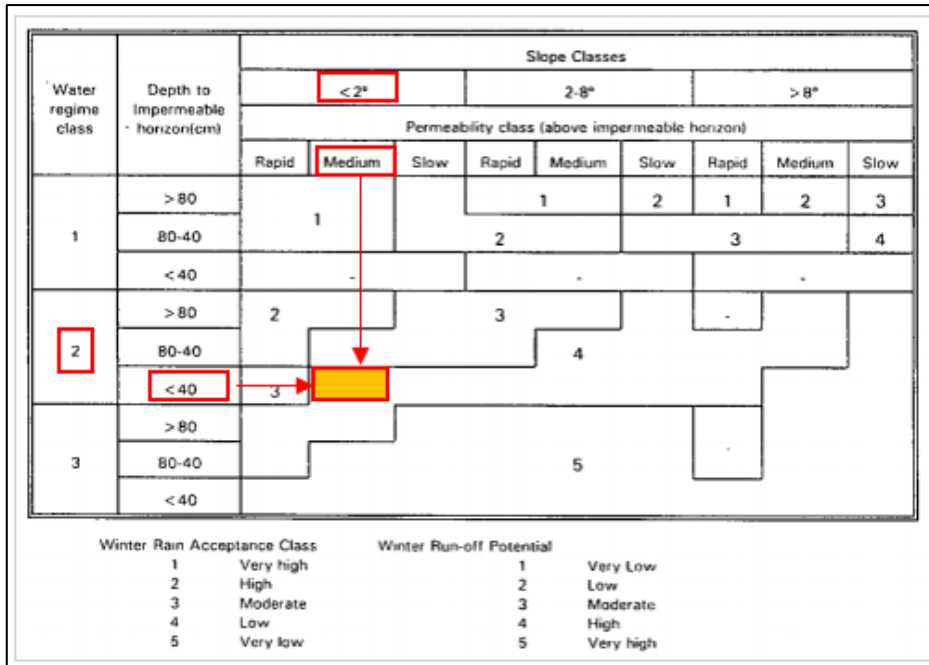 Slope Classes
Water regime class
Depth to Impermeable horizon(cm)
<2° 2-8° >8°
Permeability class (above impermeable horizon)
Rapid Medium Slow Rapid Medium Slow Rapid Medium Slow
1
>80 1 1 2 1 2 3
80-40 2 3 4
<40 - - -
2
>80 2 3 -
80-40 4
<40 3
3
>80
80-40 5 -
<40
Winter Rain Acceptance Class Winter Run-off Potential
1 Very high 1 Very Low
2 High 2 Low
3 Moderate 3 Moderate
4 Low 4 High
5 Very low 5 Very high